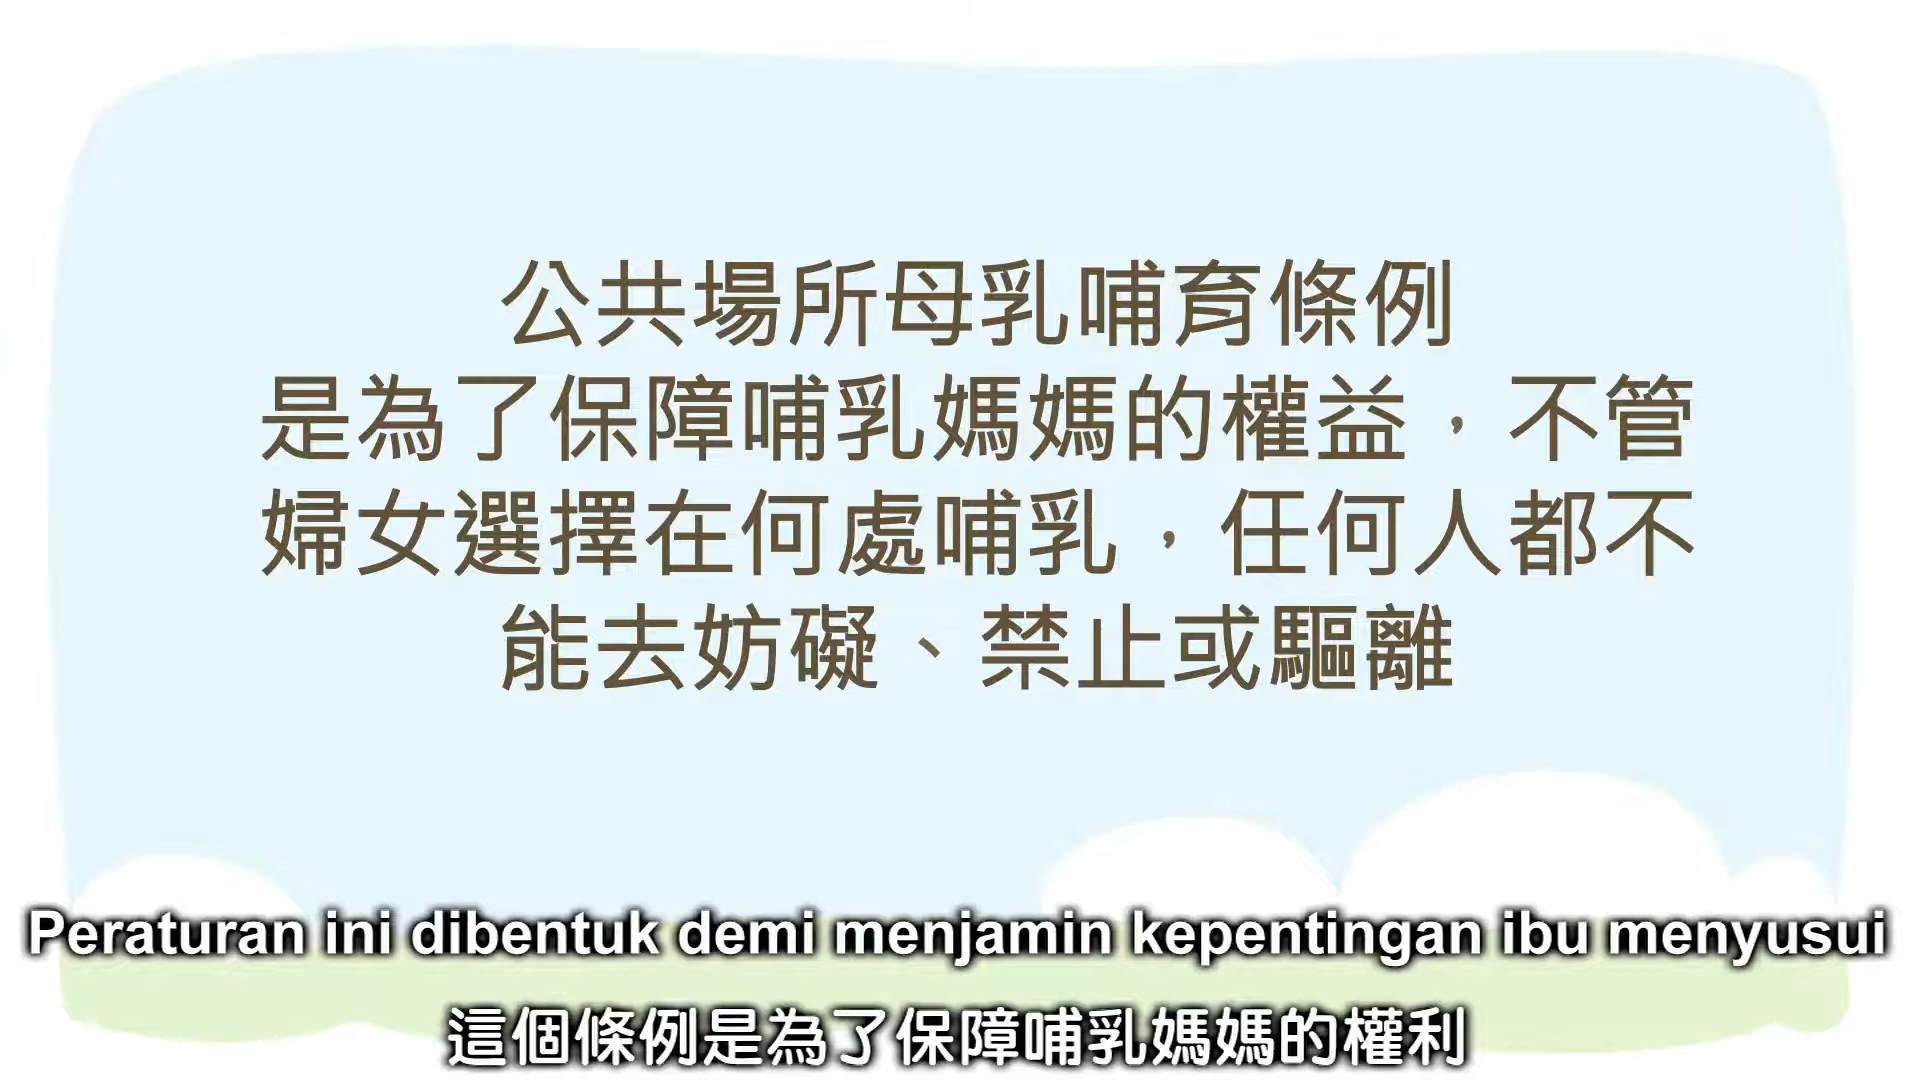 公共場所母乳哺育條例
是為了保障哺乳媽媽的權益，不管
婦女選擇在何處哺乳，任何人都不
能去妨礙、禁止或驅離
Peraturan ini dibentuk demi menjamin kepentingan ibu menyusui
這個條例是為了保障哺乳媽媽的權利